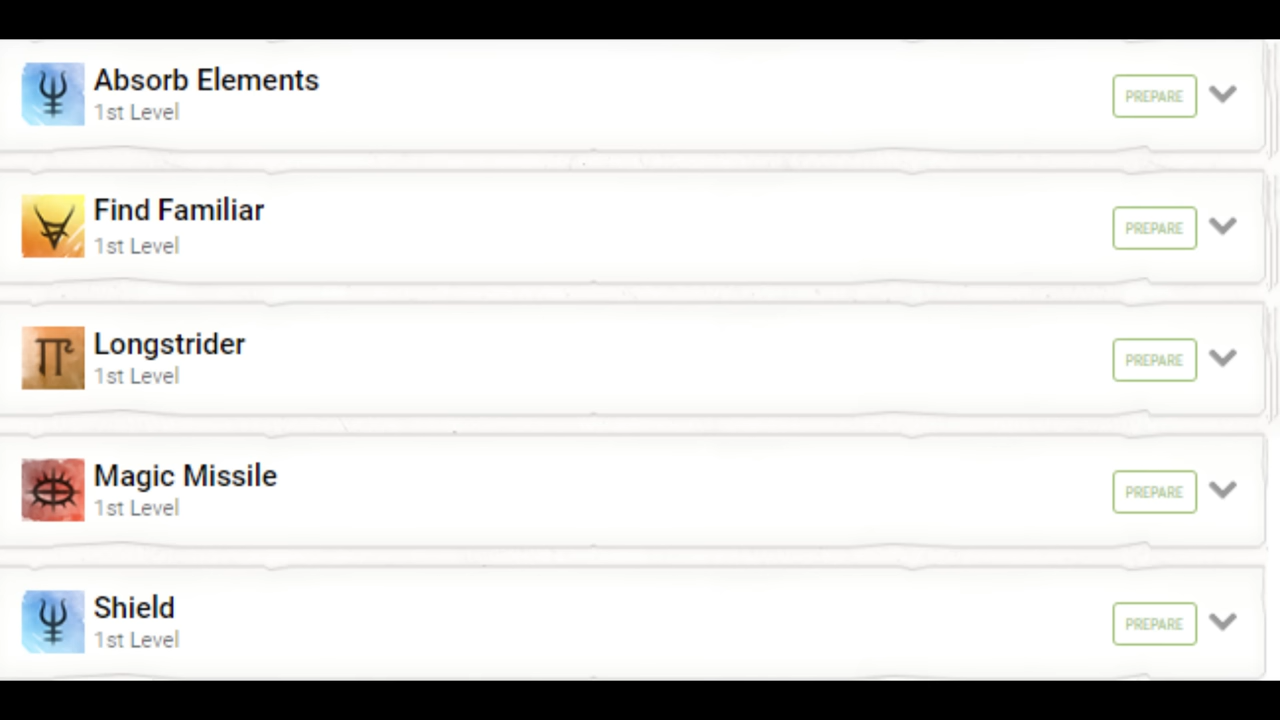 Absorb Elements
1st Level
PREPARE
Find Familiar
1st Level
PREPARE
Longstrider
1st Level
PREPARE
Magic Missile
1st Level
PREPARE
Shield
1st Level
PREPARE